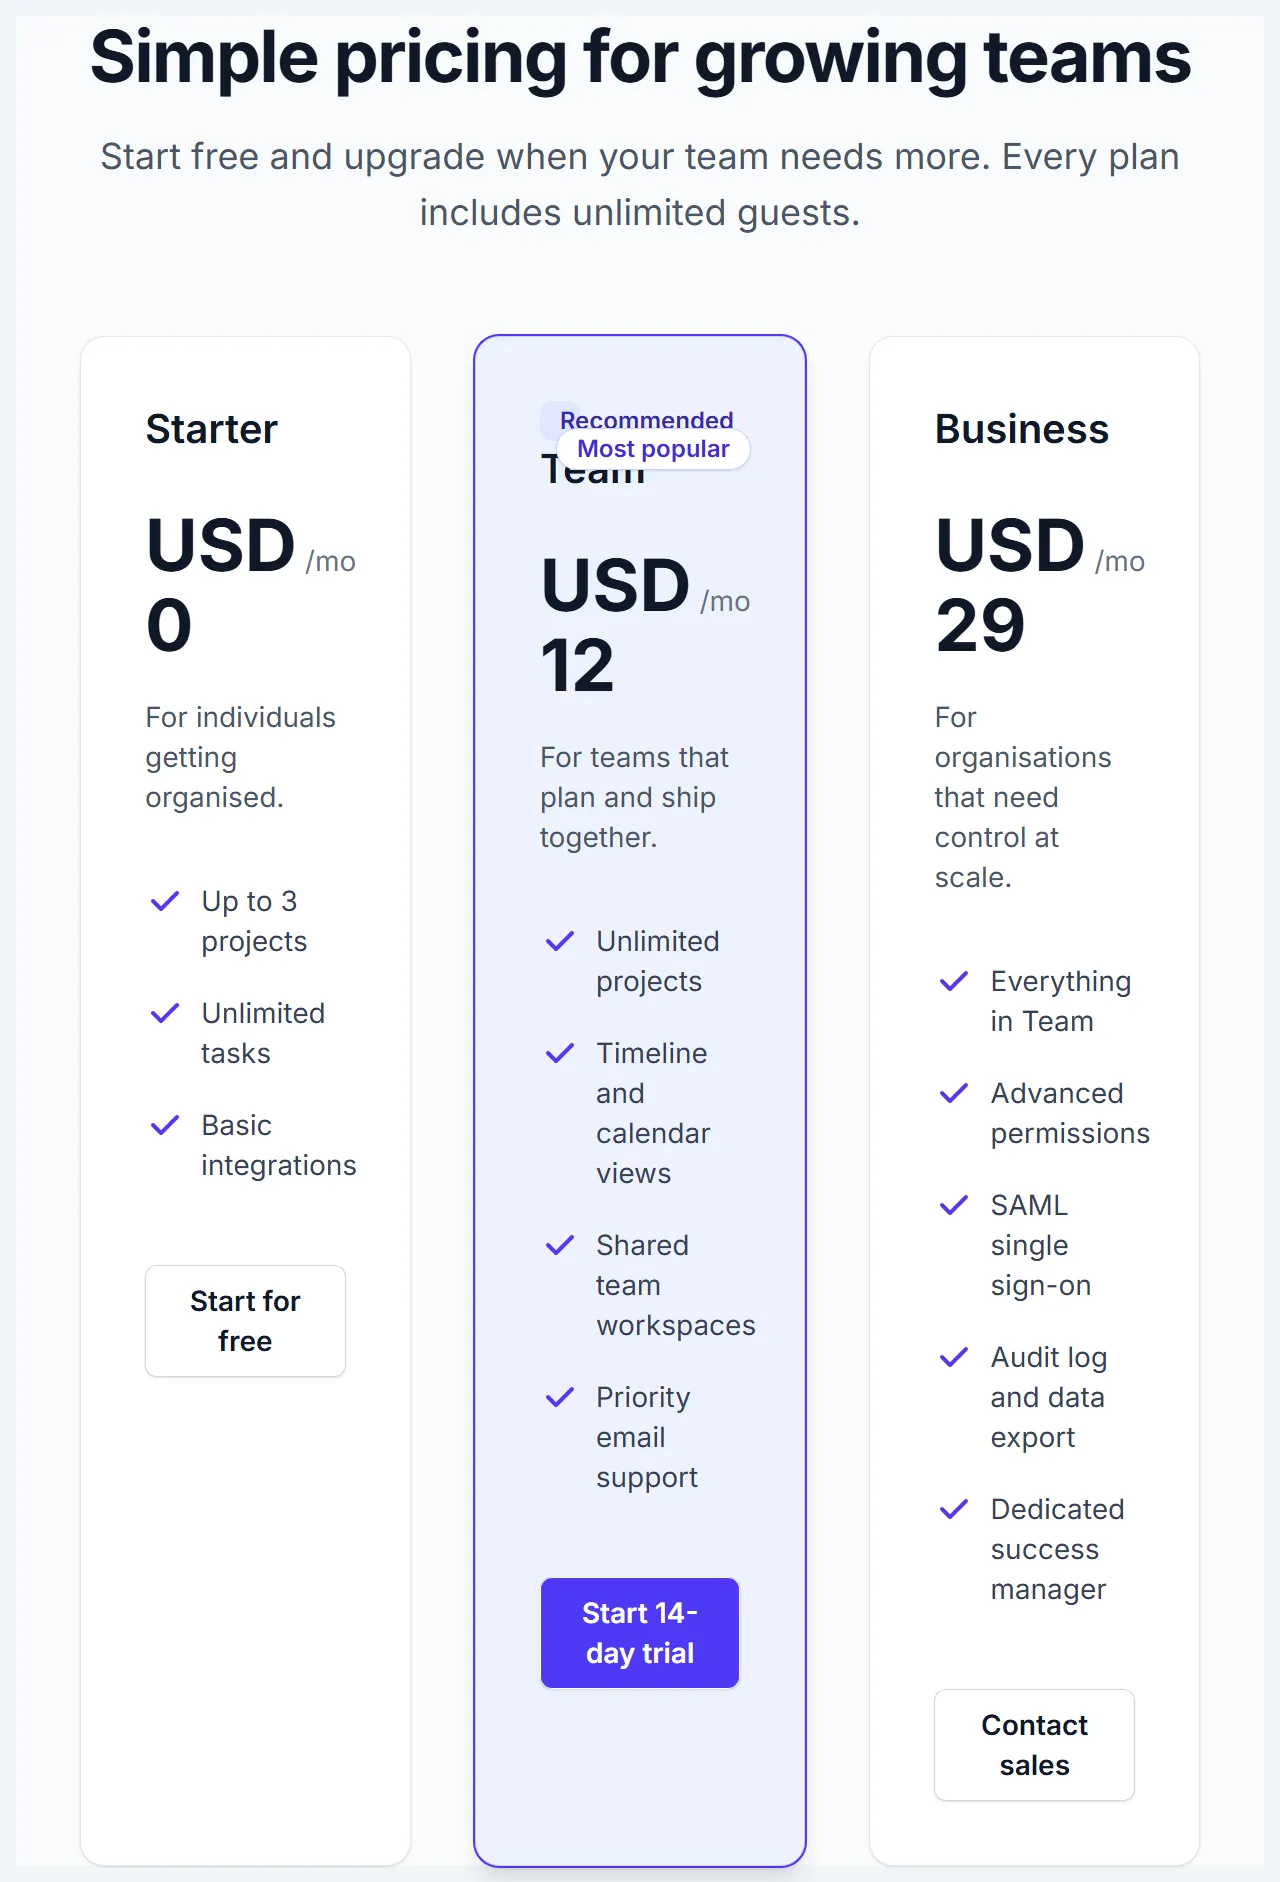 Simple pricing for growing teams
Start free and upgrade when your team needs more. Every plan
includes unlimited guests.
Starter
USD /mo
0
For individuals
getting
organised.
Up to 3
projects
Unlimited
tasks
Basic
integrations
Start for
free
Recommended
Most popular
Team
USD /mo
12
For teams that
plan and ship
together.
Unlimited
projects
Timeline
and
calendar
views
Shared
team
workspaces
Priority
email
support
Start 14-
day trial
Business
USD /mo
29
For
organisations
that need
control at
scale.
Everything
in Team
Advanced
permissions
SAML
single
sign-on
Audit log
and data
export
Dedicated
success
manager
Contact
sales